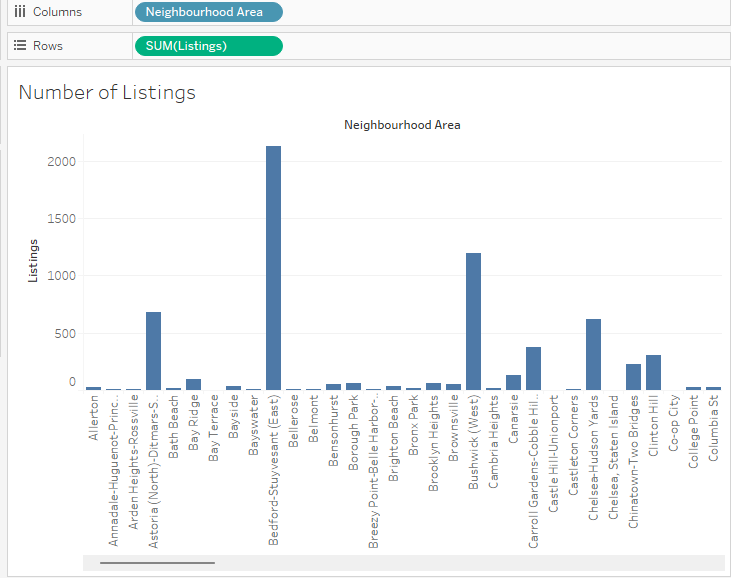 Columns
Neighbourhood Area
Rows
SUM(Listings)
Number of Listings
Neighbourhood Area
Listings
2000
1500
1000
500
0
Allerton
Annadale-Huguenot-Princ..
Arden Heights-Rossville
Astoria (North)-Ditmars-S..
Bath Beach
Bay Ridge
Bay Terrace
Bayside
Bayswater
Bedford-Stuyvesant (East)
Bellerose
Belmont
Bensonhurst
Borough Park
Breezy Point-Belle Harbor-..
Brighton Beach
Bronx Park
Brooklyn Heights
Brownsville
Bushwick (West)
Cambria Heights
Canarsie
Carroll Gardens-Cobble Hil..
Castle Hill-Unionport
Castleton Corners
Chelsea-Hudson Yards
Chelsea, Staten Island
Chinatown-Two Bridges
Clinton Hill
Co-op City
College Point
Columbia St